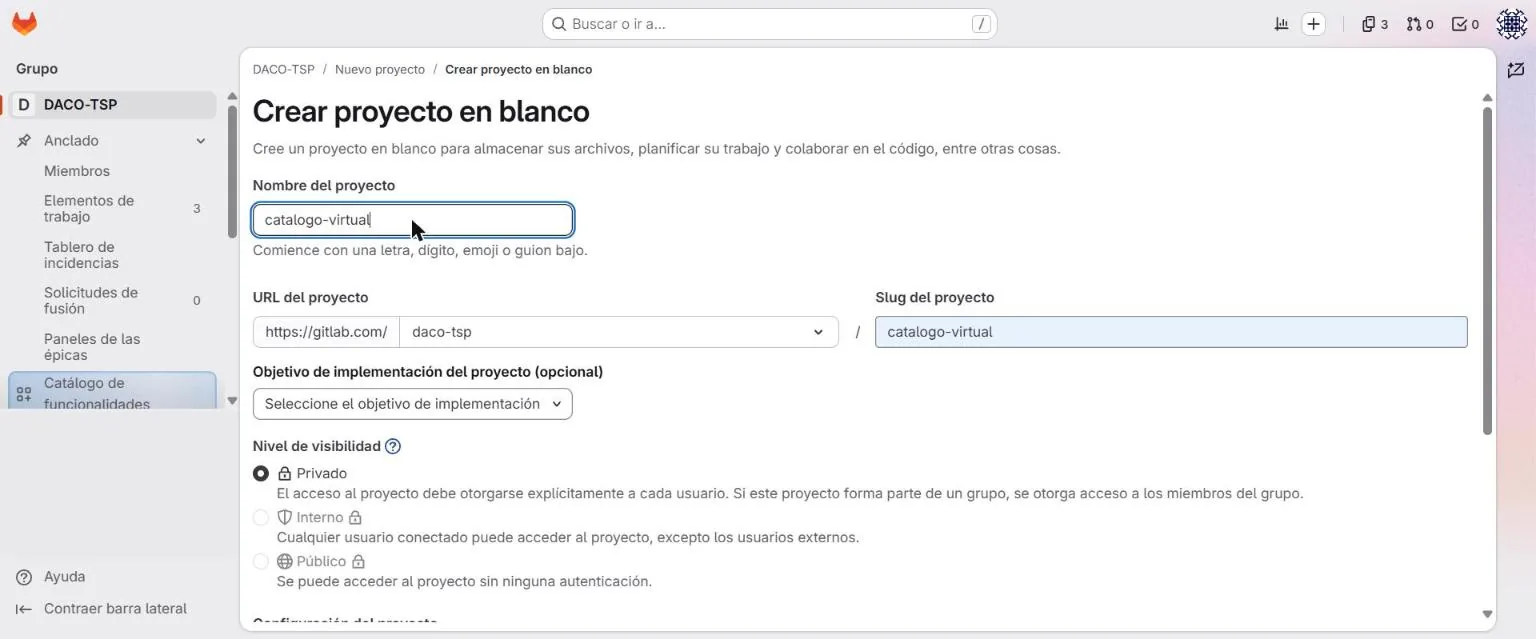 Buscar o ir a...
/
3
0
0
Grupo
D DACO-TSP
Anclado
Miembros
Elementos de
trabajo
3
Tablero de
incidencias
Solicitudes de
fusión
0
Paneles de las
épicas
Catálogo de
funcionalidades
Ayuda
Contraer barra lateral
DACO-TSP / Nuevo proyecto / Crear proyecto en blanco
Crear proyecto en blanco
Cree un proyecto en blanco para almacenar sus archivos, planificar su trabajo y colaborar en el código, entre otras cosas.
Nombre del proyecto
catalogo-virtual
Comience con una letra, dígito, emoji o guion bajo.
URL del proyecto
Slug del proyecto
https://gitlab.com/ daco-tsp / catalogo-virtual
Objetivo de implementación del proyecto (opcional)
Seleccione el objetivo de implementación
Nivel de visibilidad ?
Privado
El acceso al proyecto debe otorgarse explícitamente a cada usuario. Si este proyecto forma parte de un grupo, se otorga acceso a los miembros del grupo.
Interno
Cualquier usuario conectado puede acceder al proyecto, excepto los usuarios externos.
Público
Se puede acceder al proyecto sin ninguna autenticación.
Configuración del proyecto